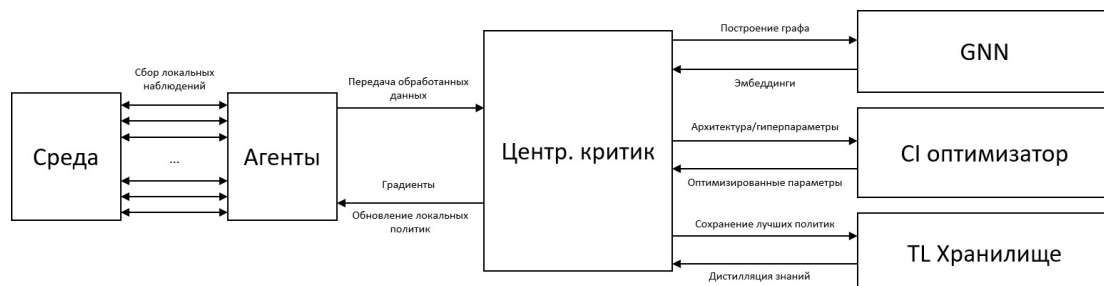 Среда
Сбор локальных
наблюдений
...
Агенты
Передача обработанных
данных
Градиенты
Обновление локальных
политик
Центр. критик
Построение графа
Эмбеддинги
GNN
Архитектура/гиперпараметры
Оптимизированные параметры
CI оптимизатор
Сохранение лучших политик
Дистилляция знаний
TL Хранилище